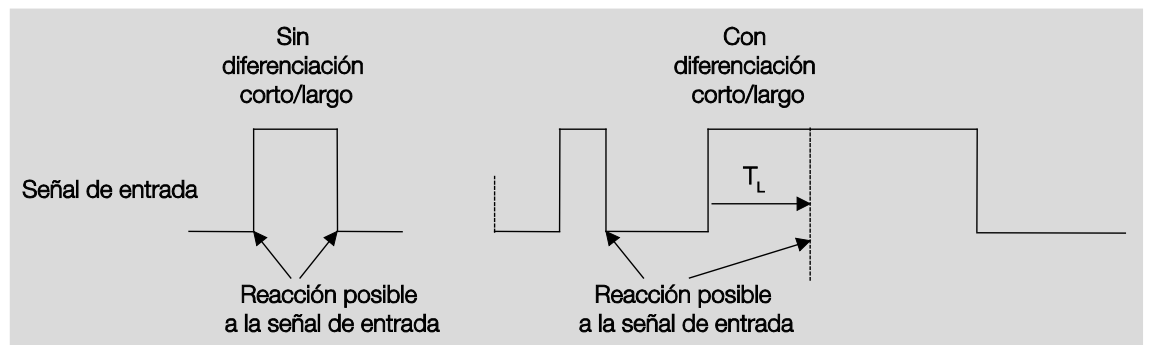 Sin
diferenciación
corto/largo
Con
diferenciación
corto/largo
Señal de entrada
T_L
Reacción posible
a la señal de entrada
Reacción posible
a la señal de entrada